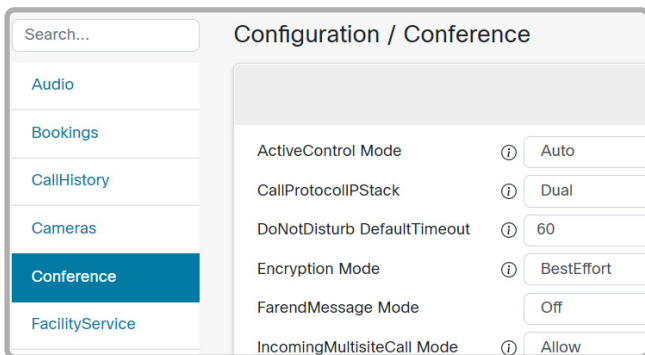 Search...
Configuration / Conference
Audio
Bookings
CallHistory
Cameras
Conference
FacilityService
ActiveControl Mode Auto
CallProtocolIPStack Dual
DoNotDisturb DefaultTimeout 60
Encryption Mode BestEffort
FarendMessage Mode Off
IncomingMultisiteCall Mode Allow